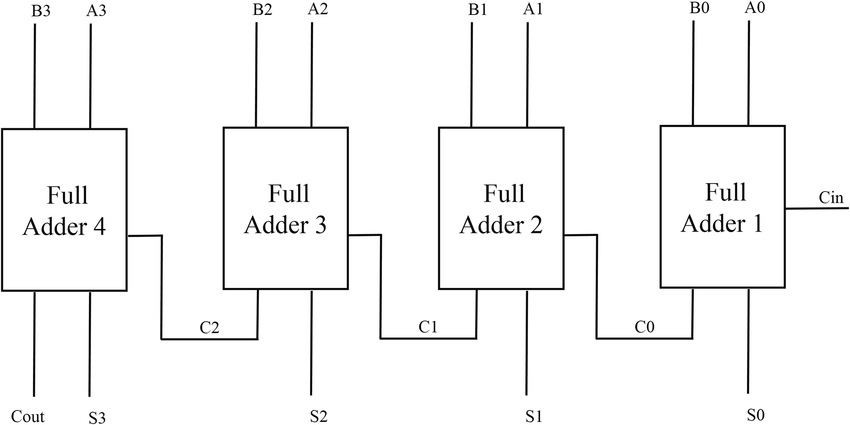 B3 A3 B2 A2 B1 A1 B0 A0
Full
Adder 4
Full
Adder 3
Full
Adder 2
Full
Adder 1
Cin
C2 C1 C0
Cout S3 S2 S1 S0